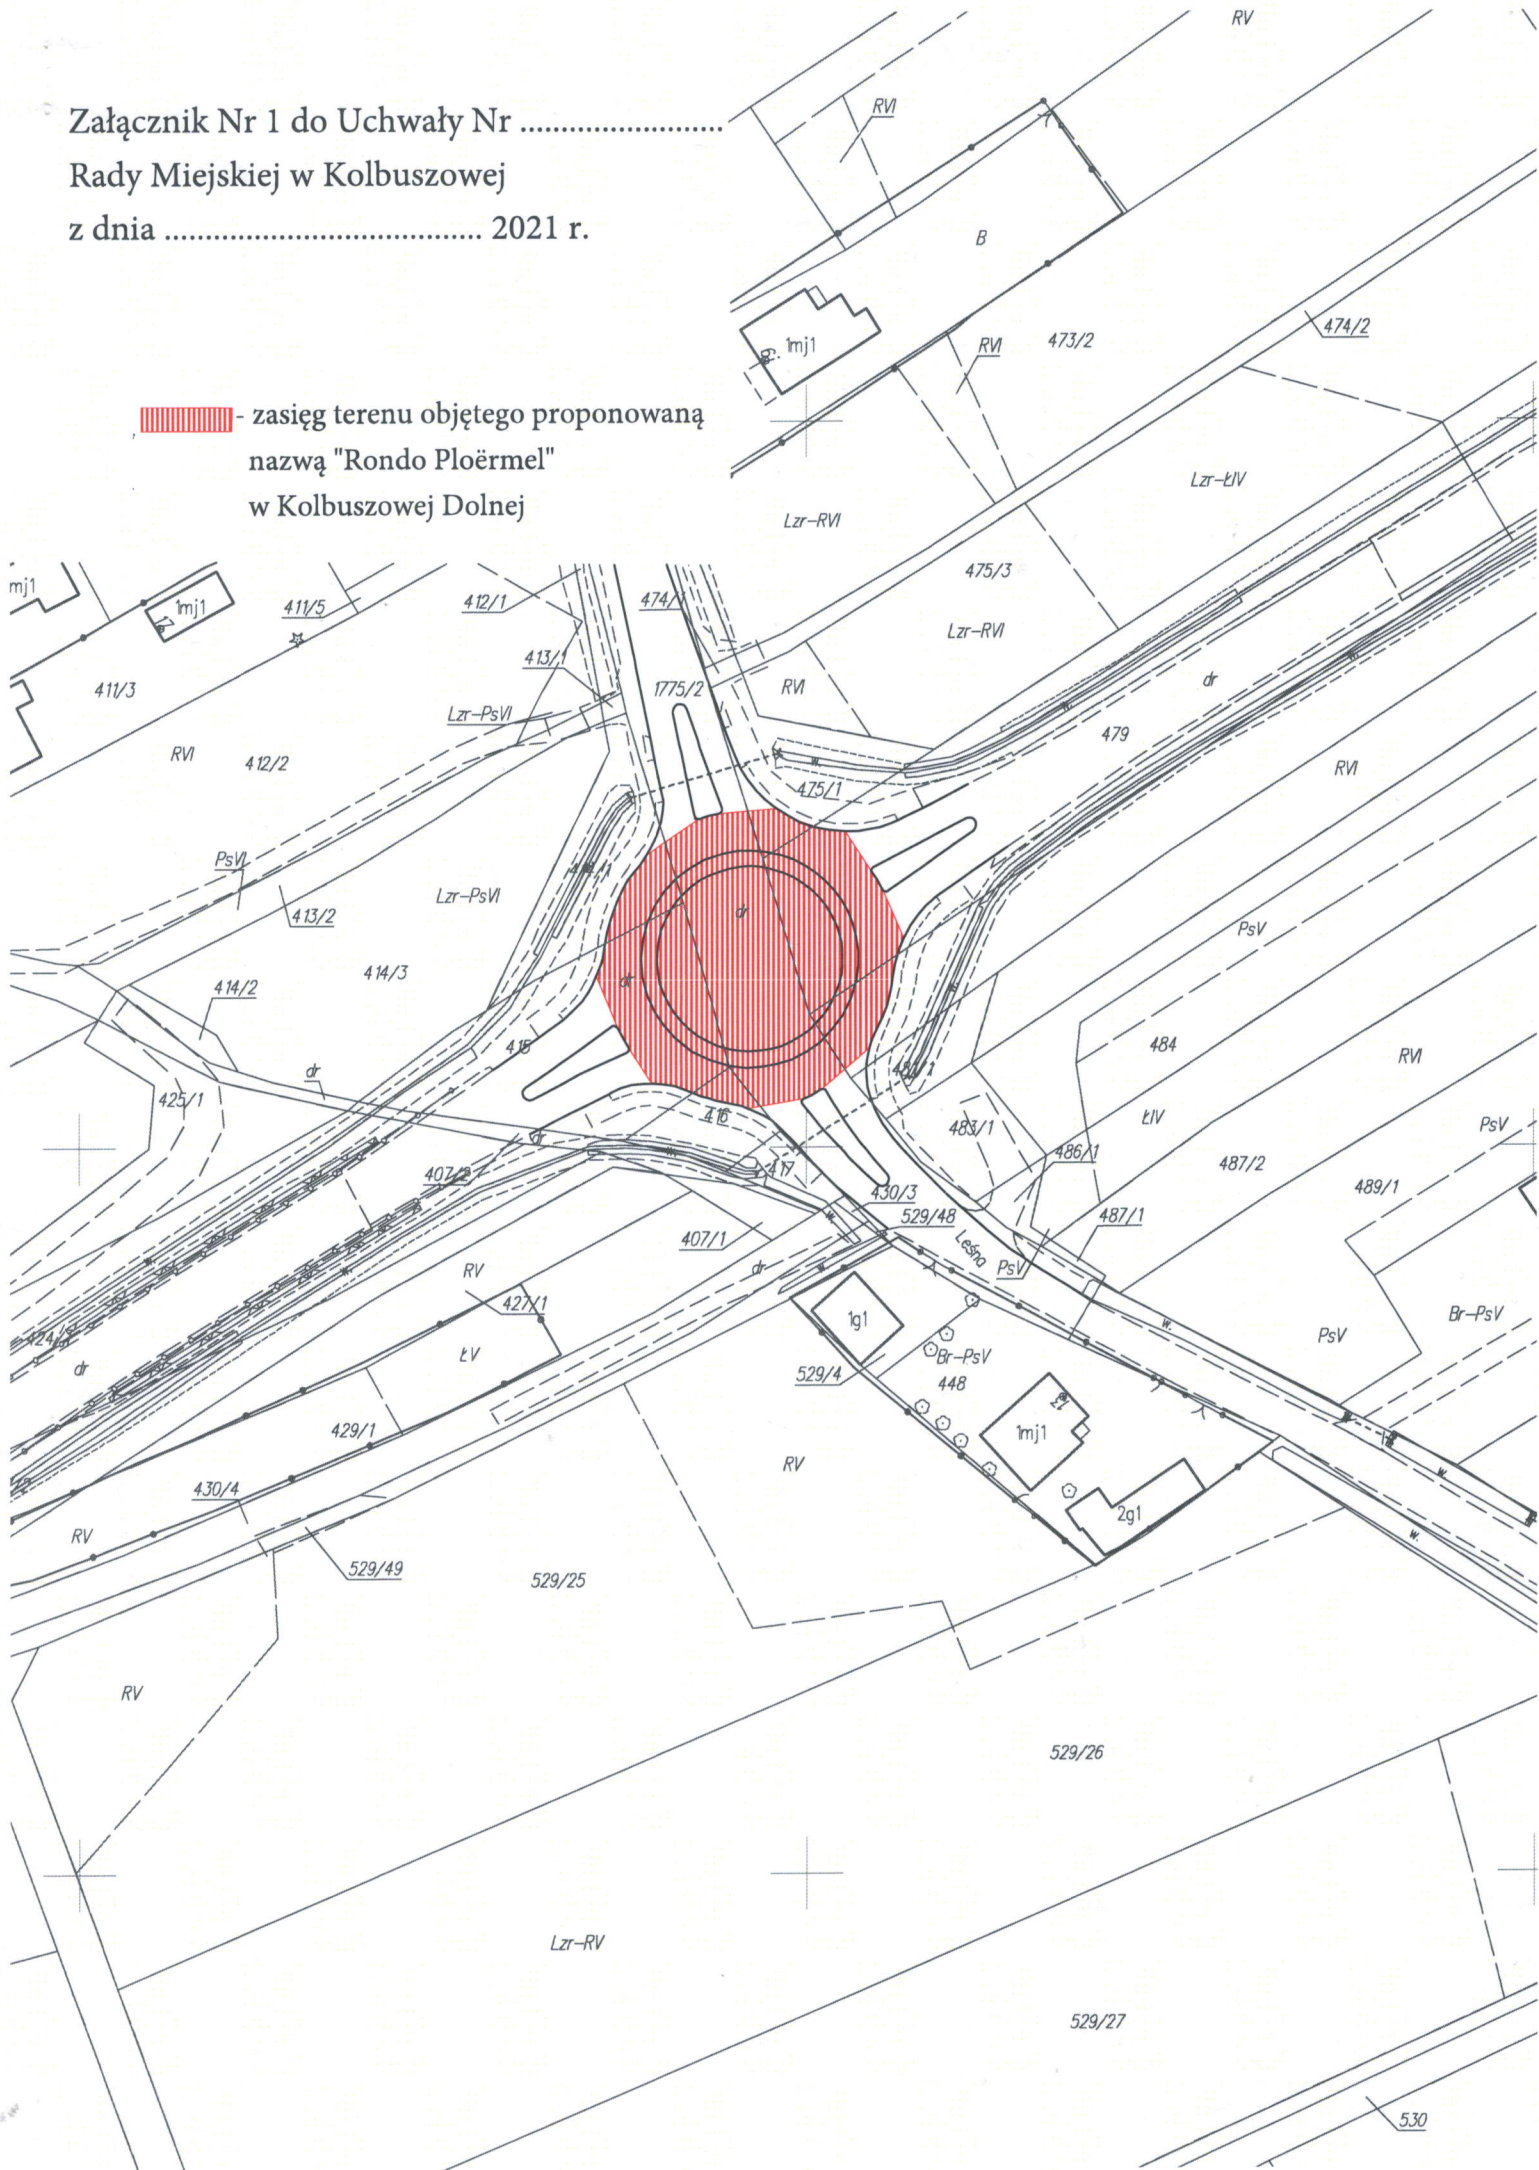 Załącznik Nr 1 do Uchwały Nr .........................
Rady Miejskiej w Kolbuszowej
z dnia ....................................... 2021 r.
- zasięg terenu objętego proponowaną
nazwą "Rondo Ploërmel"
w Kolbuszowej Dolnej
RV
RVI
B
1mj1
RVI
473/2
474/2
Lzr-ŁIV
Lzr-RVI
475/3
mj1
1mj1
411/5
412/1
474/1
Lzr-RVI
413/1
411/3
1775/2
RVI
dr
Lzr-PsVI
479
RVI
412/2
w.
475/1
RVI
PsVI
Lzr-PsVI
413/2
dr
PsV
414/3
dr
414/2
415
484
RVI
dr
425/1
416
483/1
ŁIV
PsV
dr
486/1
407/2
417
487/2
489/1
430/3
529/48
487/1
407/1
Leśna
PsV
dr
RV
427/1
1g1
w.
Br-PsV
424/
PsV
dr
ŁV
Br-PsV
529/4
448
429/1
1mj1
RV
430/4
w.
2g1
RV
w.
529/49
529/25
RV
529/26
Lzr-RV
529/27
530